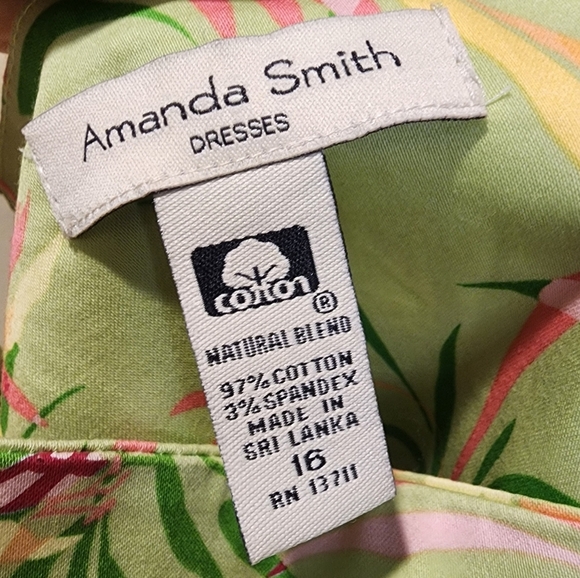 Amanda Smith
DRESSES
cotton
®
NATURAL BLEND
97% COTTON
3% SPANDEX
MADE IN
SRI LANKA
16
RN 13711